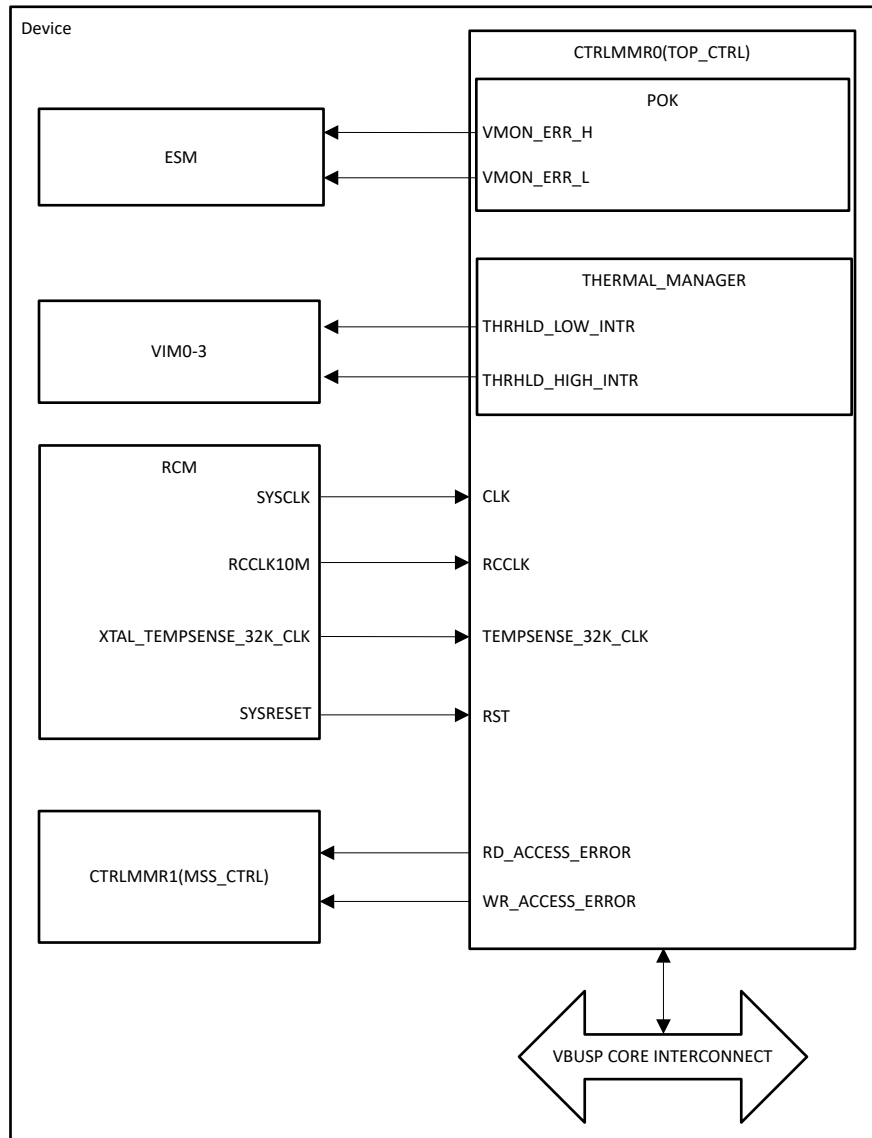 Device
CTRLMMR0(TOP_CTRL)
POK
VMON_ERR_H
ESM
VMON_ERR_L
THERMAL_MANAGER
THRHLD_LOW_INTR
VIM0-3
THRHLD_HIGH_INTR
RCM
SYSCLK
CLK
RCCLK10M
RCCLK
XTAL_TEMPSENSE_32K_CLK
TEMPSENSE_32K_CLK
SYSRESET
RST
RD_ACCESS_ERROR
CTRLMMR1(MSS_CTRL)
WR_ACCESS_ERROR
VBUSP CORE INTERCONNECT